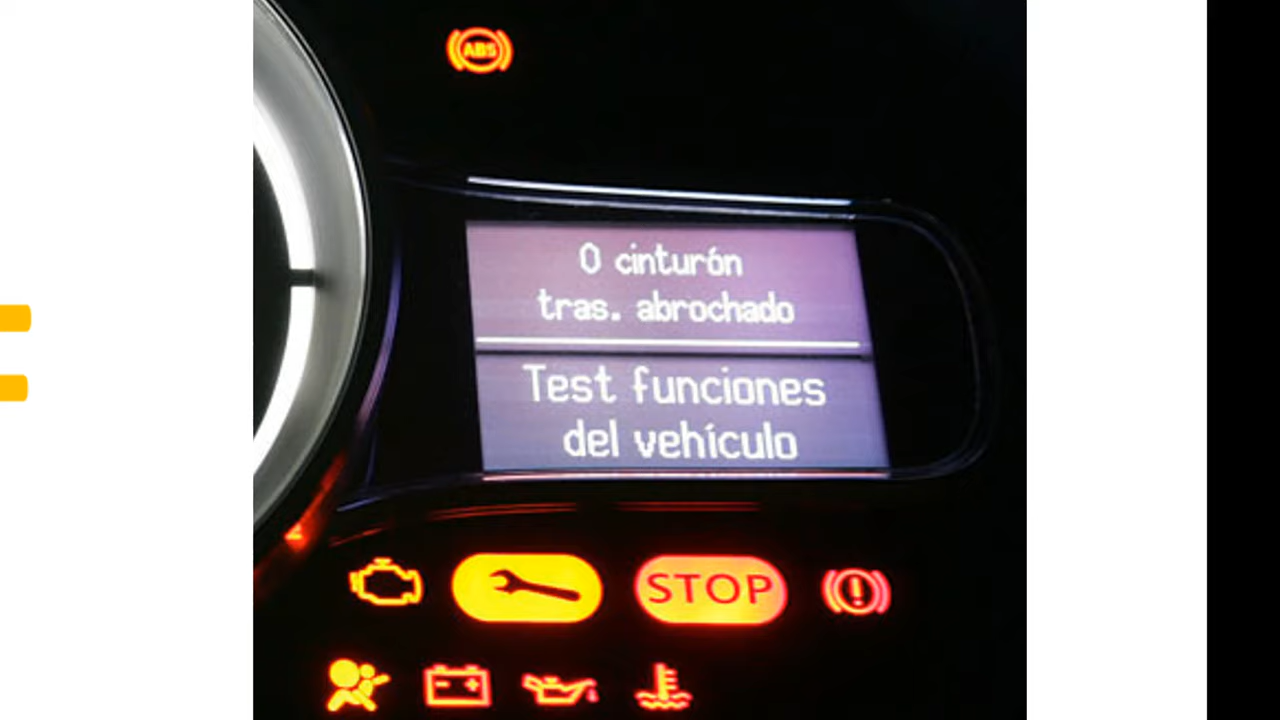 ABS
0 cinturón
tras. abrochado
Test funciones
del vehículo
STOP